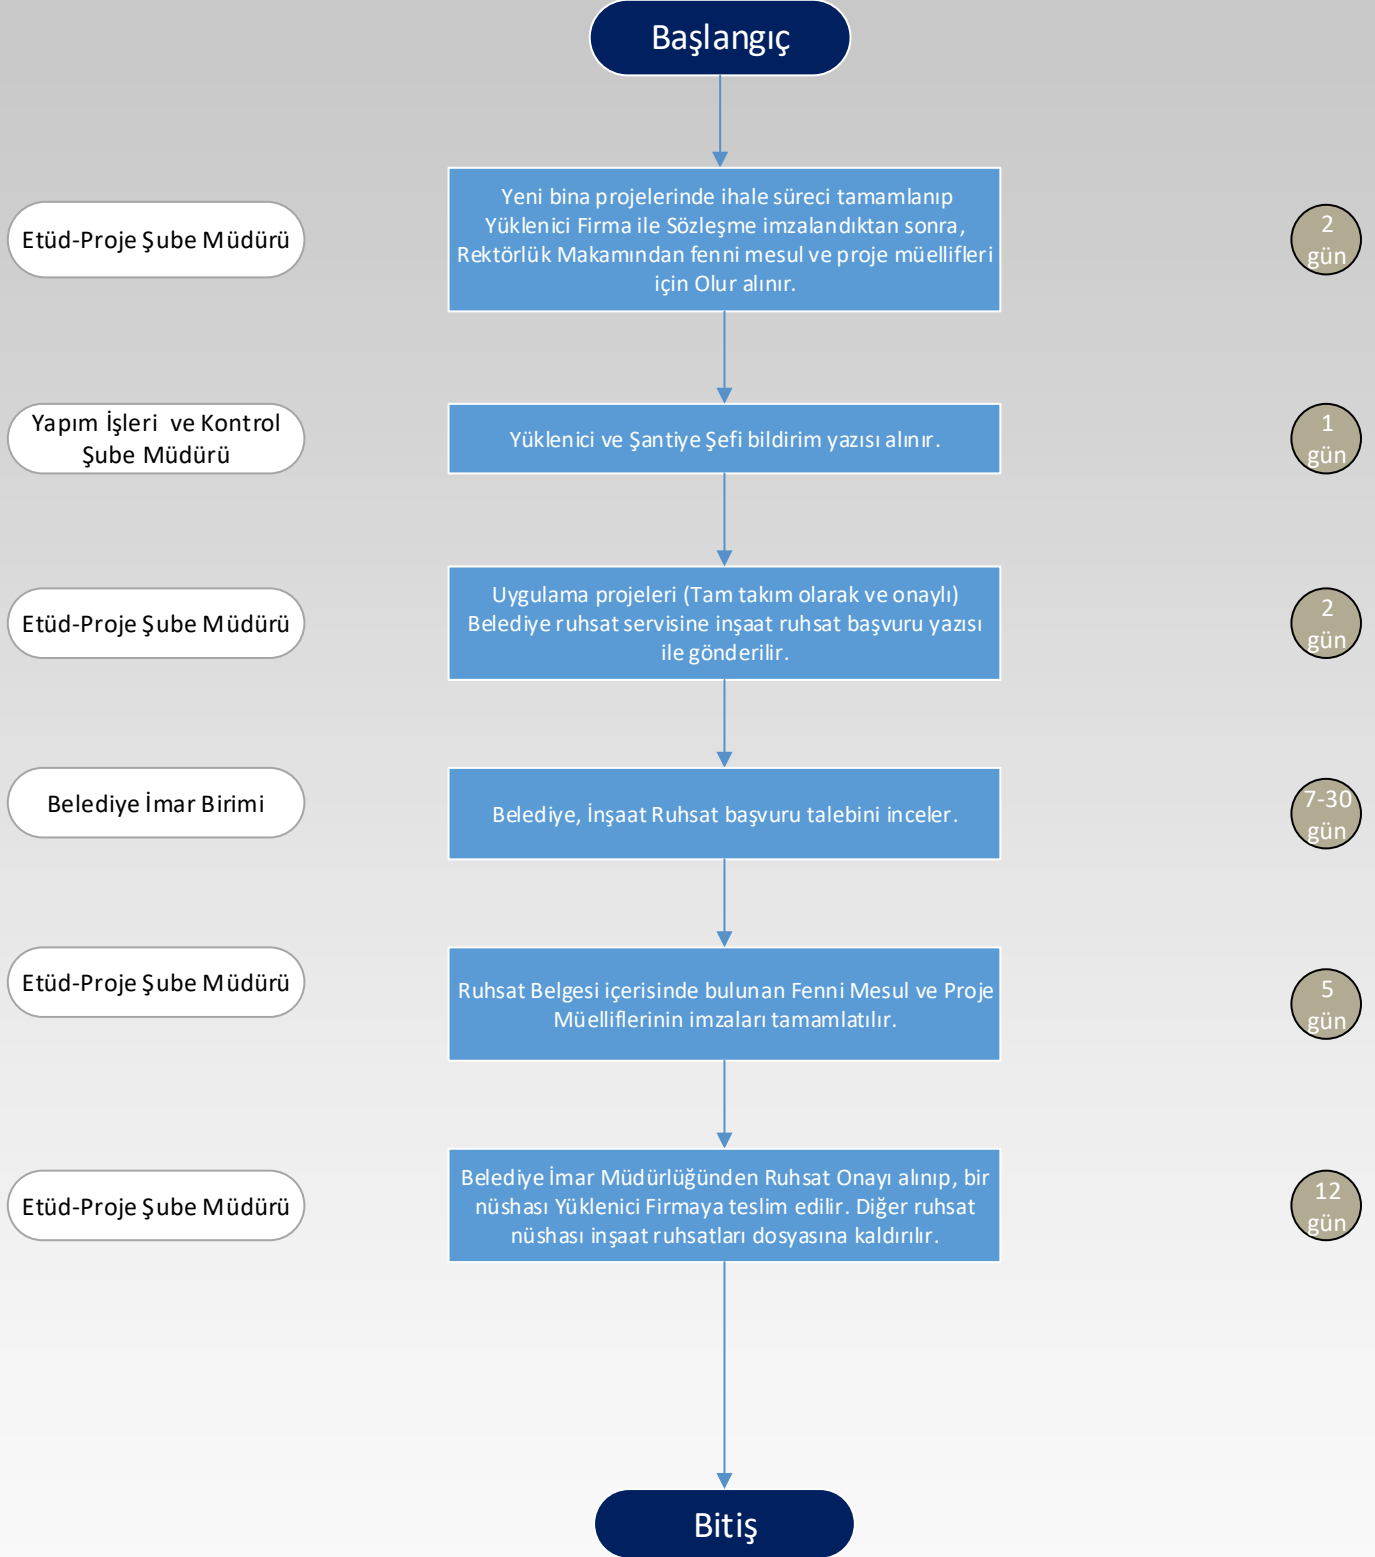 Başlangıç
Etüd-Proje Şube Müdürü
Yeni bina projelerinde ihale süreci tamamlanıp
Yüklenici Firma ile Sözleşme imzalandıktan sonra,
Rektörlük Makamından fenni mesul ve proje müellifleri
için Olur alınır.
2
gün
Yapım İşleri ve Kontrol
Şube Müdürü
Yüklenici ve Şantiye Şefi bildirim yazısı alınır.
1
gün
Etüd-Proje Şube Müdürü
Uygulama projeleri (Tam takım olarak ve onaylı)
Belediye ruhsat servisine inşaat ruhsat başvuru yazısı
ile gönderilir.
2
gün
Belediye İmar Birimi
Belediye, İnşaat Ruhsat başvuru talebini inceler.
7-30
gün
Etüd-Proje Şube Müdürü
Ruhsat Belgesi içerisinde bulunan Fenni Mesul ve Proje
Müelliflerinin imzaları tamamlatılır.
5
gün
Etüd-Proje Şube Müdürü
Belediye İmar Müdürlüğünden Ruhsat Onayı alınıp, bir
nüshası Yüklenici Firmaya teslim edilir. Diğer ruhsat
nüshası inşaat ruhsatları dosyasına kaldırılır.
12
gün
Bitiş